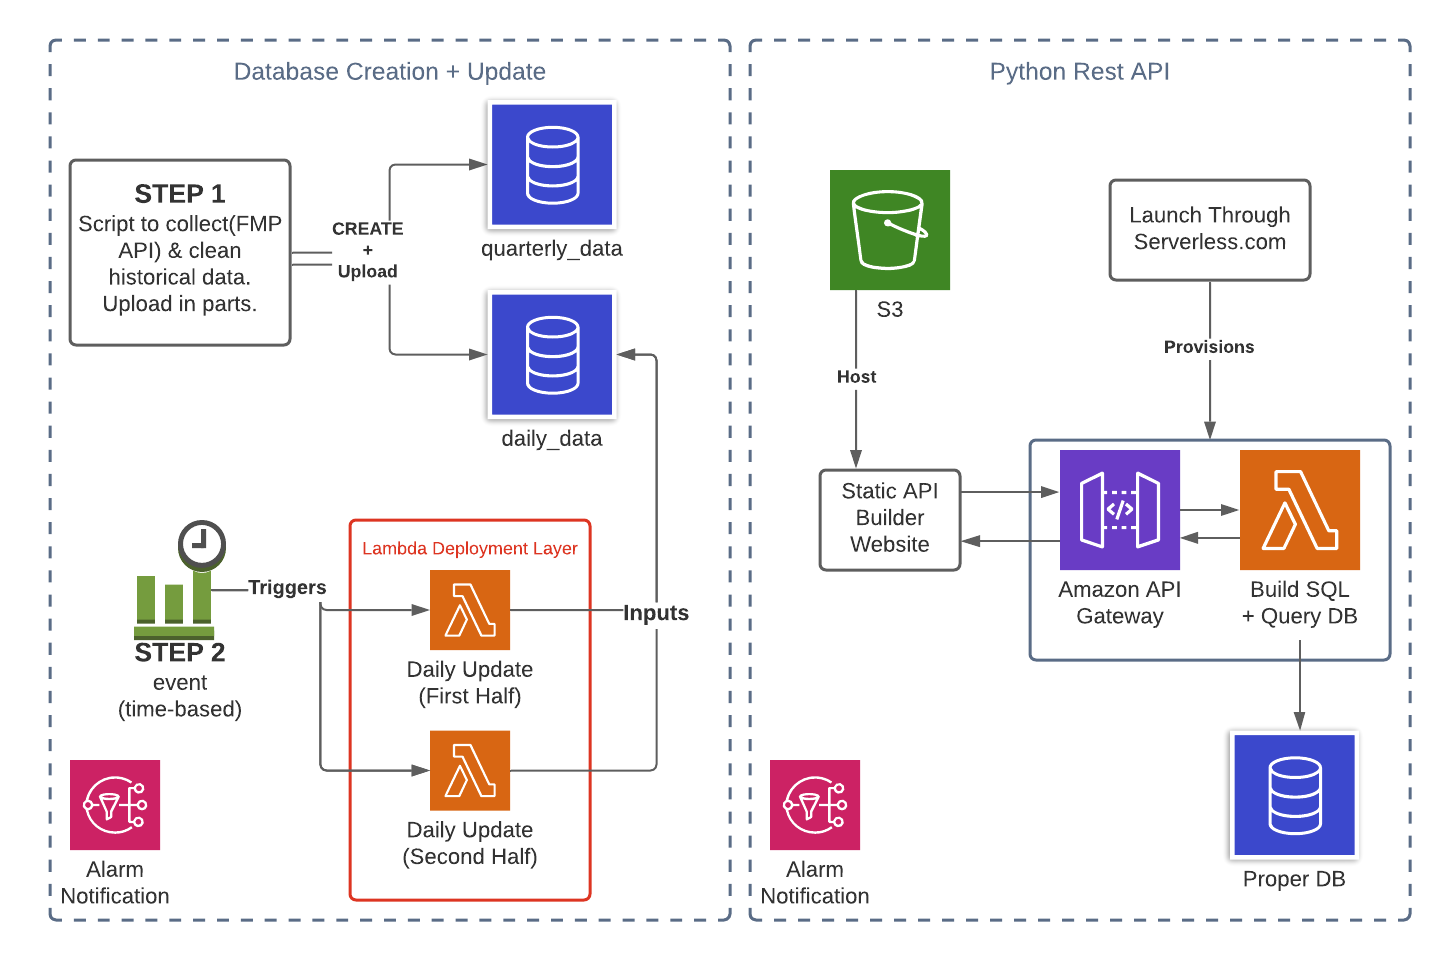 Database Creation + Update
STEP 1
Script to collect(FMP
API) & clean
historical data.
Upload in parts.
CREATE
+
Upload
quarterly_data
daily_data
Triggers
STEP 2
event
(time-based)
Lambda Deployment Layer
Daily Update
(First Half)
Inputs
Daily Update
(Second Half)
Alarm
Notification
Python Rest API
S3
Launch Through
Serverless.com
Host
Provisions
Static API
Builder
Website
</>
Amazon API
Gateway
Build SQL
+ Query DB
Proper DB
Alarm
Notification